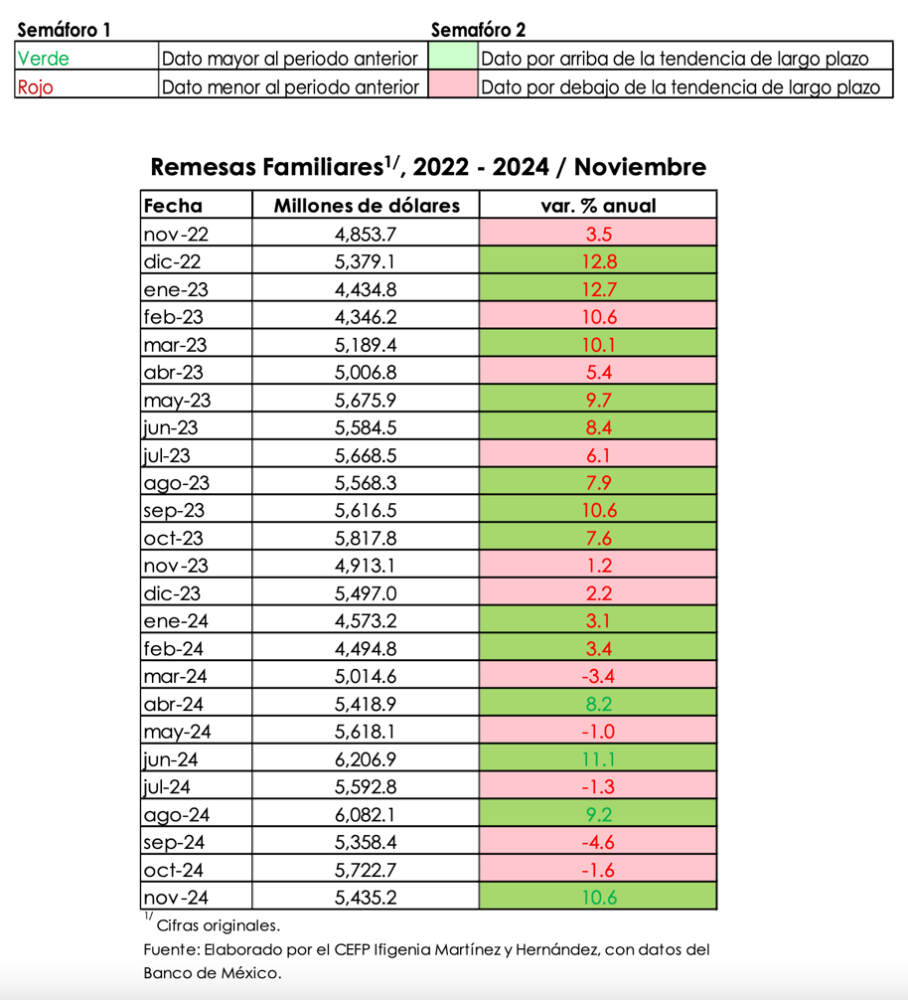 Semáforo 1 Semafóro 2
Verde Dato mayor al periodo anterior Dato por arriba de la tendencia de largo plazo
Rojo Dato menor al periodo anterior Dato por debajo de la tendencia de largo plazo
Remesas Familiares1/, 2022 - 2024 / Noviembre
Fecha Millones de dólares var. % anual
nov-22 4,853.7 3.5
dic-22 5,379.1 12.8
ene-23 4,434.8 12.7
feb-23 4,346.2 10.6
mar-23 5,189.4 10.1
abr-23 5,006.8 5.4
may-23 5,675.9 9.7
jun-23 5,584.5 8.4
jul-23 5,668.5 6.1
ago-23 5,568.3 7.9
sep-23 5,616.5 10.6
oct-23 5,817.8 7.6
nov-23 4,913.1 1.2
dic-23 5,497.0 2.2
ene-24 4,573.2 3.1
feb-24 4,494.8 3.4
mar-24 5,014.6 -3.4
abr-24 5,418.9 8.2
may-24 5,618.1 -1.0
jun-24 6,206.9 11.1
jul-24 5,592.8 -1.3
ago-24 6,082.1 9.2
sep-24 5,358.4 -4.6
oct-24 5,722.7 -1.6
nov-24 5,435.2 10.6
1/ Cifras originales.
Fuente: Elaborado por el CEFP Ifigenia Martínez y Hernández, con datos del
Banco de México.